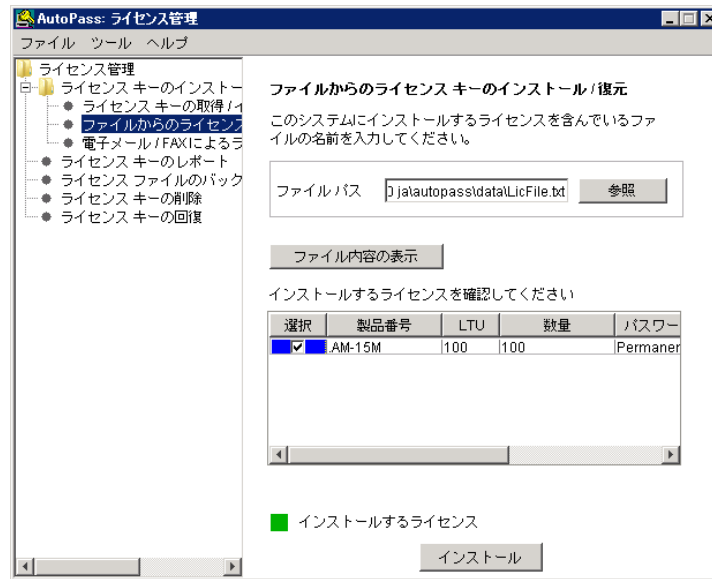 AutoPass: ライセンス管理
ファイル ツール ヘルプ
ライセンス管理
ライセンス キーのインストー
ライセンス キーの取得/イ
ファイルからのライセンス
電子メール/FAXによるラ
ライセンス キーのレポート
ライセンス ファイルのバック
ライセンス キーの削除
ライセンス キーの回復
ファイルからのライセンス キーのインストール/復元
このシステムにインストールするライセンスを含んでいるファ
イルの名前を入力してください。
ファイル パス
ja\autopass\data\LicFile.txt
参照
ファイル内容の表示
インストールするライセンスを確認してください
選択 製品番号 LTU 数量 パスワー
.AM-15M 100 100 Permaner
インストールするライセンス
インストール